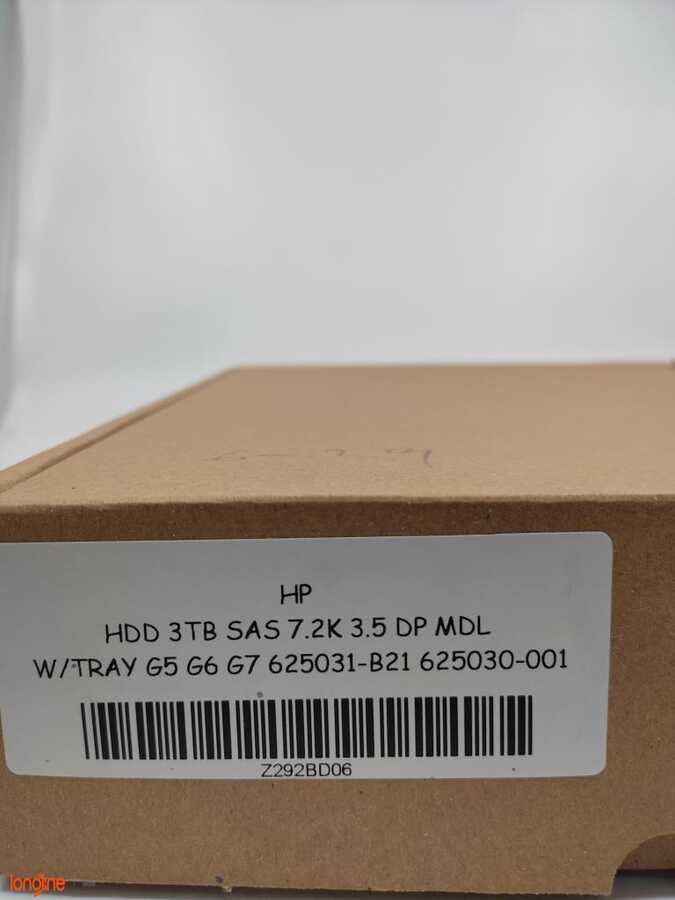 HP
HDD 3TB SAS 7.2K 3.5 DP MDL
W/TRAY G5 G6 G7 625031-B21 625030-001
Z292BD06
longline